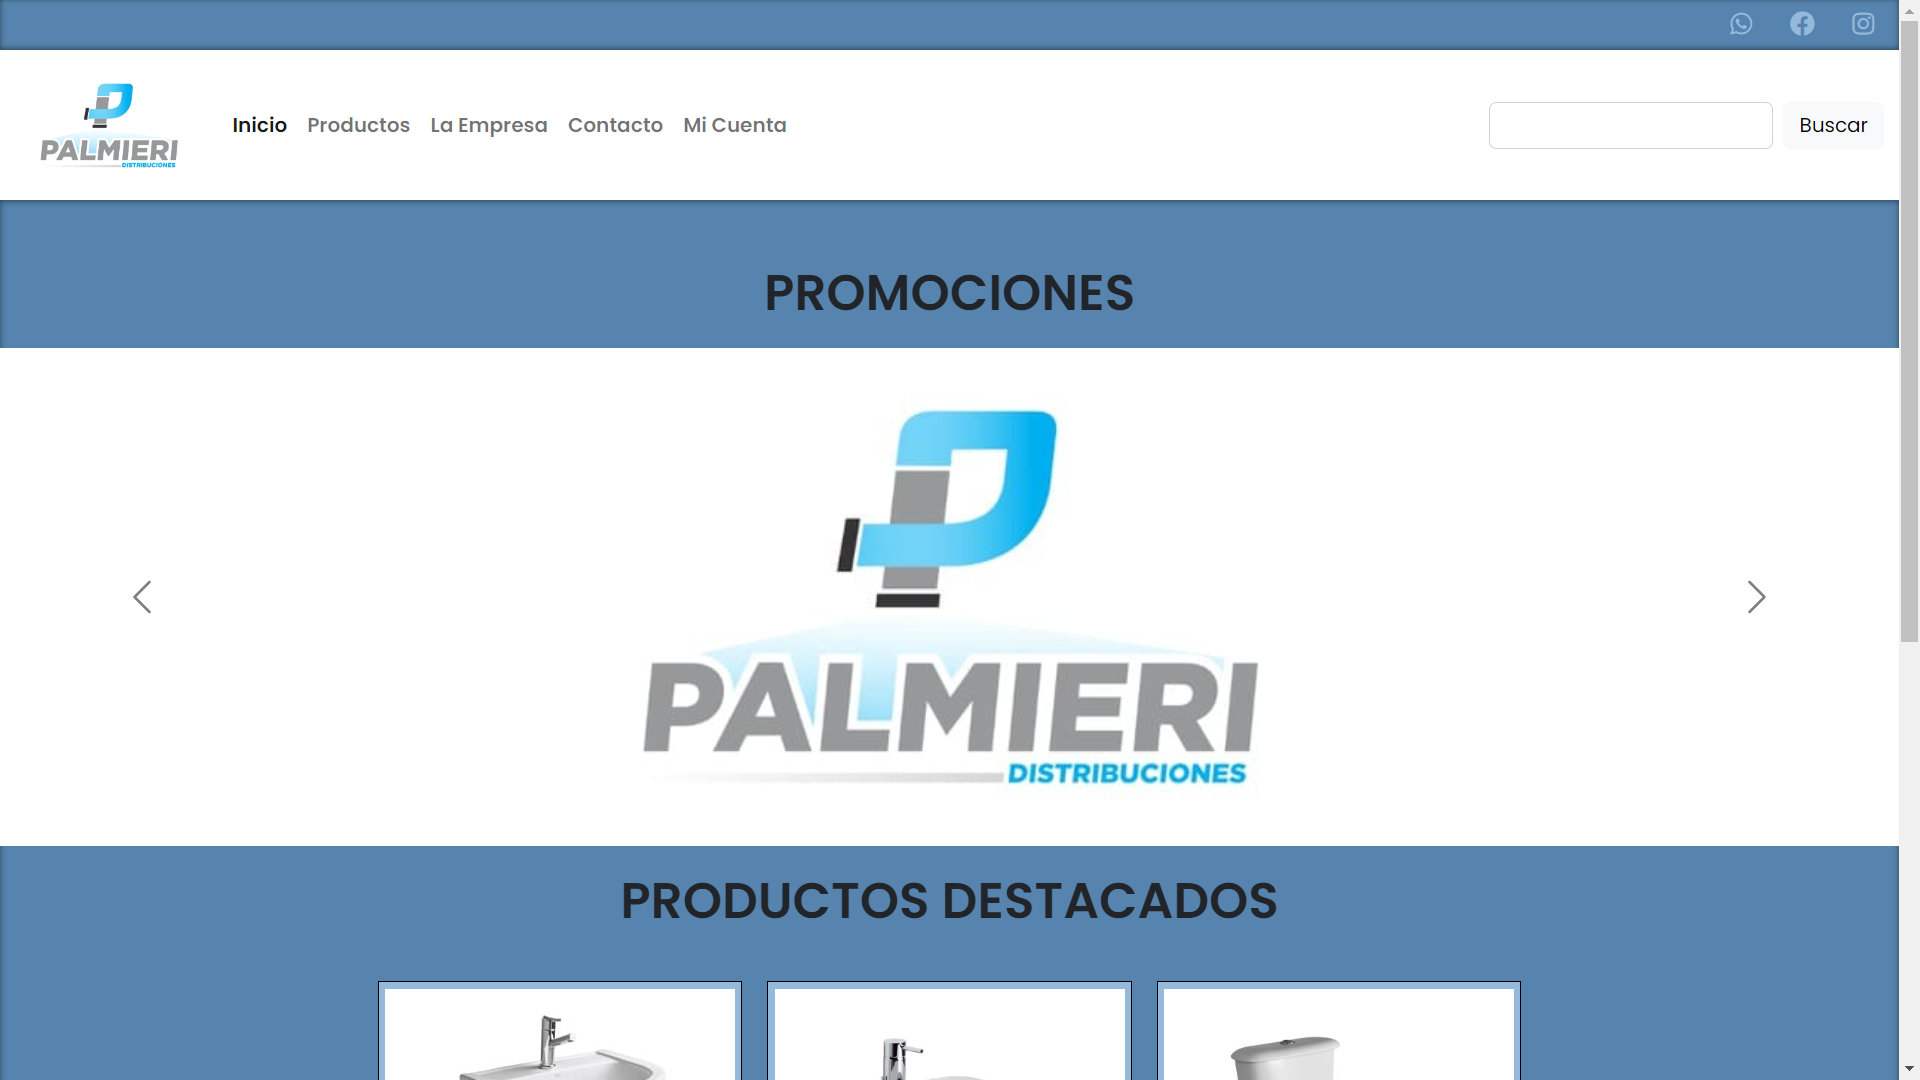 PALMIERI
DISTRIBUCIONES
Inicio Productos La Empresa Contacto Mi Cuenta
Buscar
PROMOCIONES
PALMIERI
DISTRIBUCIONES
PRODUCTOS DESTACADOS